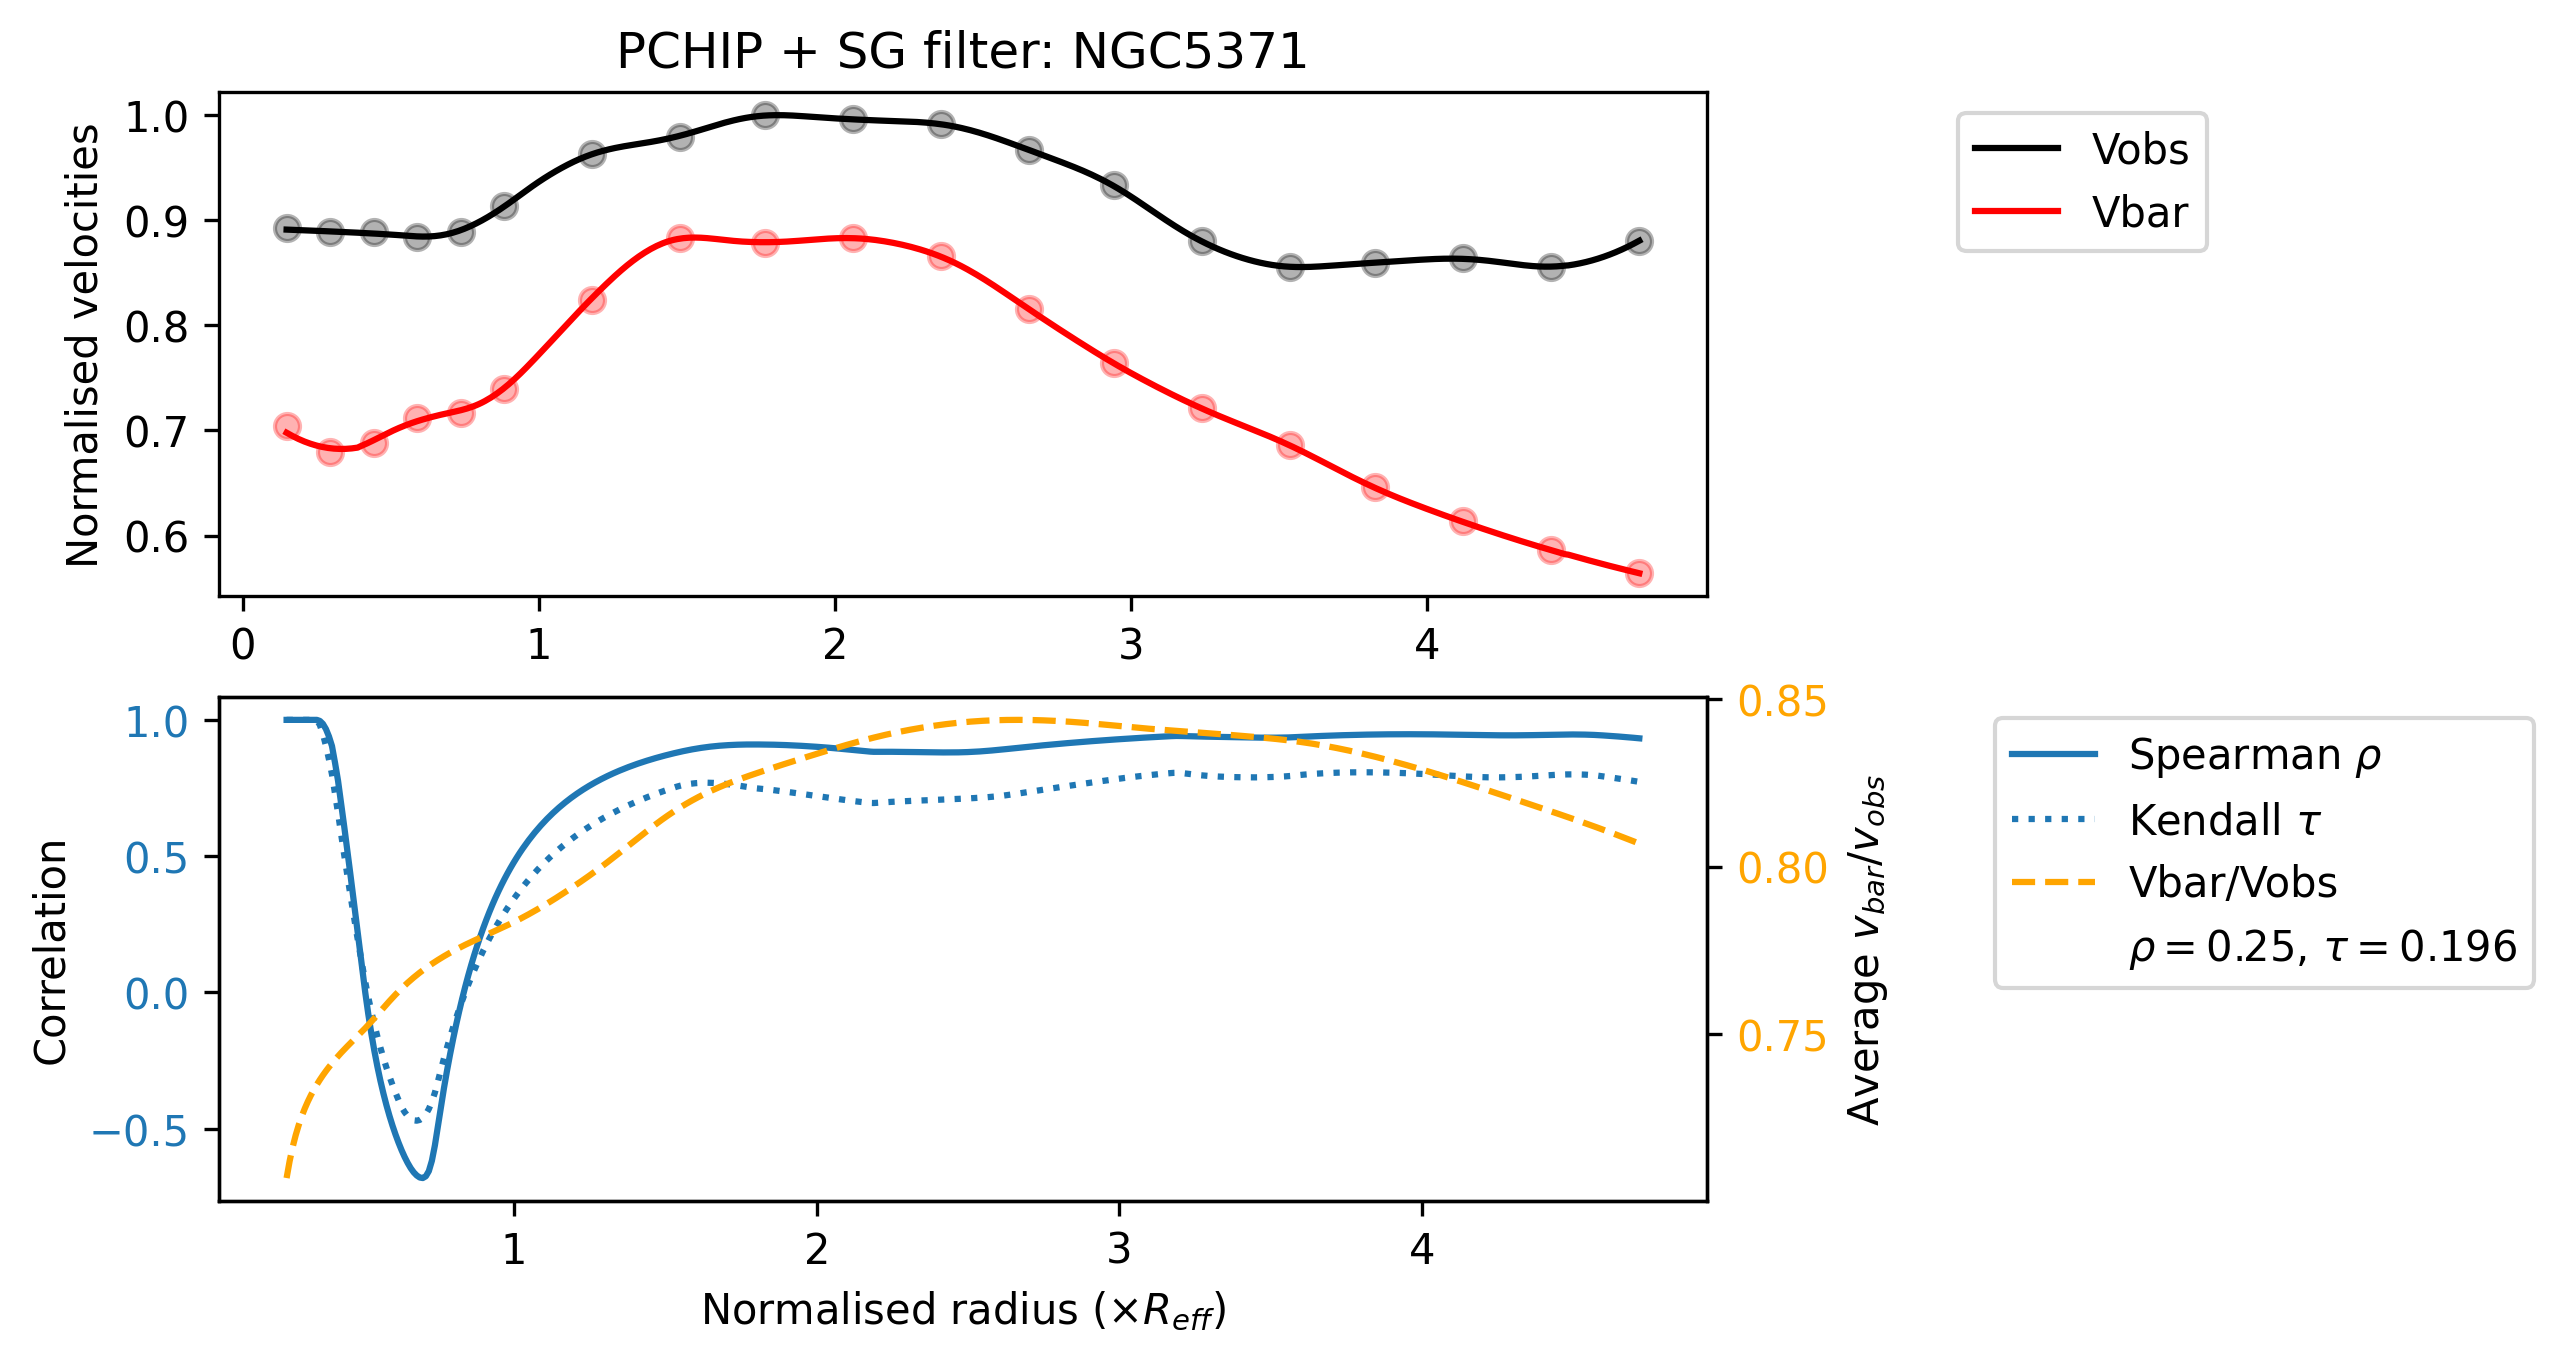 PCHIP + SG filter: NGC5371
Normalised velocities
1.0
0.9
0.8
0.7
0.6
0
1
2
3
4
Vobs
Vbar
Correlation
1.0
0.5
0.0
−0.5
1
2
3
4
Normalised radius (×R_eff)
0.85
0.80
0.75
Average v_bar/v_obs
Spearman ρ
Kendall τ
Vbar/Vobs
ρ = 0.25, τ = 0.196